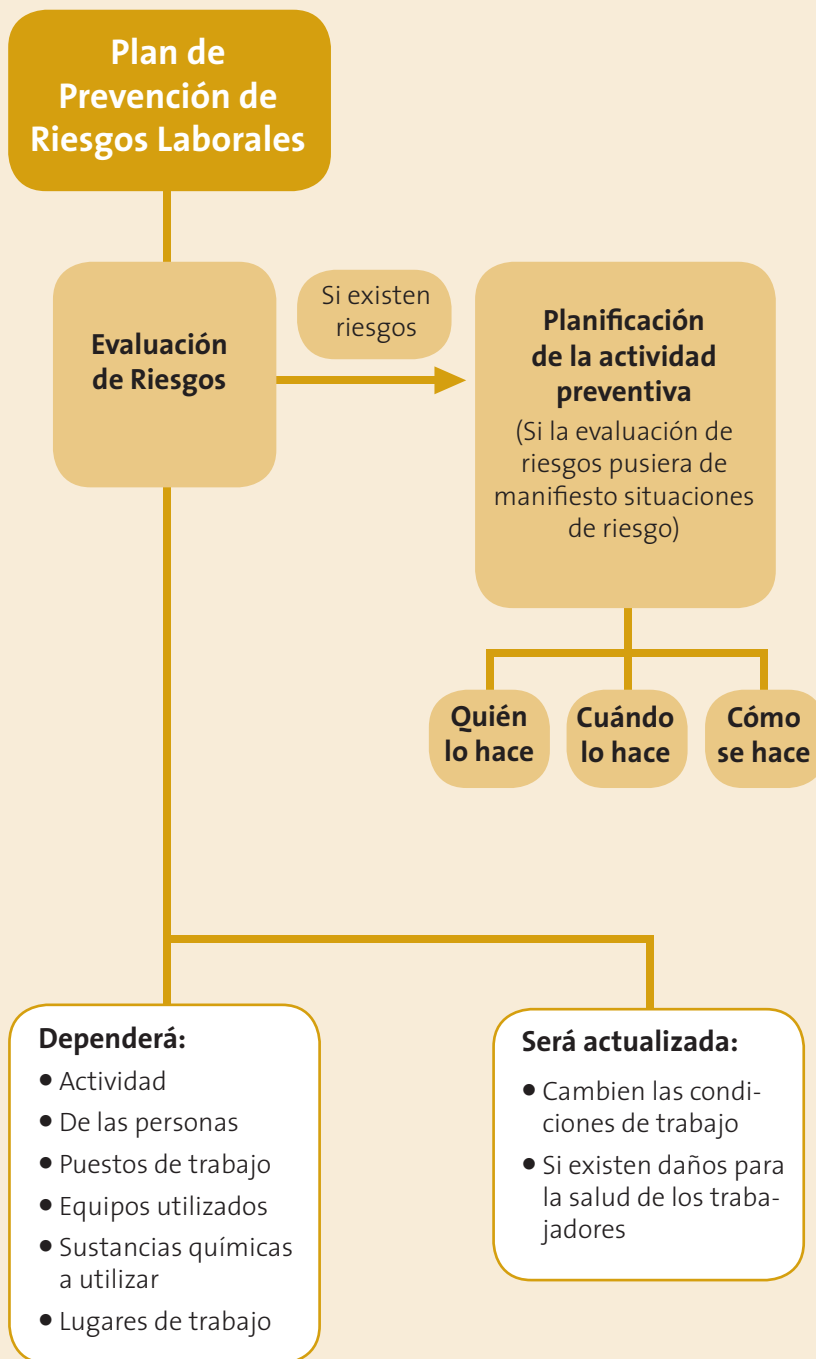 Plan de
Prevención de
Riesgos Laborales
Evaluación
de Riesgos
Si existen
riesgos
Planificación
de la actividad
preventiva
(Si la evaluación de
riesgos pusiera de
manifiesto situaciones
de riesgo)
Quién
lo hace
Cuándo
lo hace
Cómo
se hace
Dependerá:
• Actividad
• De las personas
• Puestos de trabajo
• Equipos utilizados
• Sustancias químicas
a utilizar
• Lugares de trabajo
Será actualizada:
• Cambien las condi-
ciones de trabajo
• Si existen daños para
la salud de los traba-
jadores